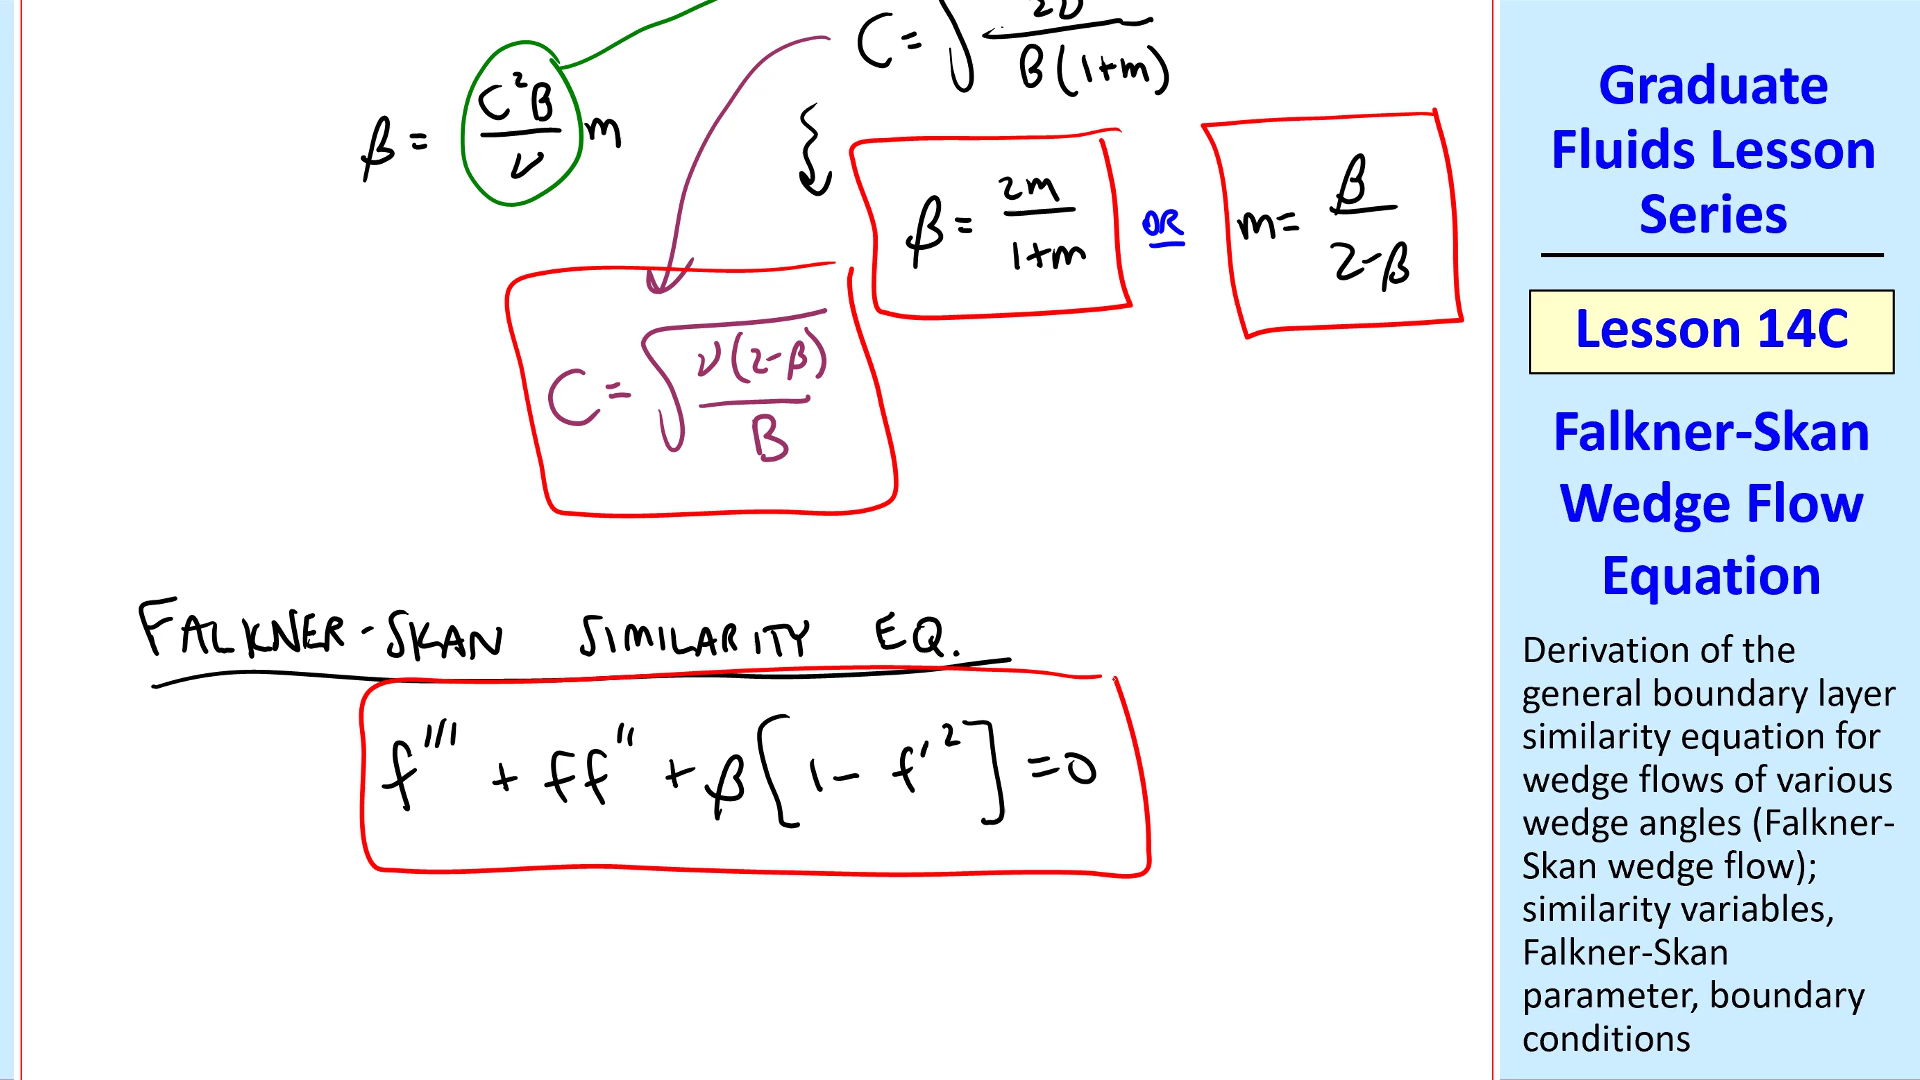 C = √(2ν / B(1+m))
β = (C²B / ν) m
β = 2m / (1+m) OR m = β / (2-β)
C = √(ν(2-β) / B)
FALKNER-SKAN SIMILARITY EQ.
f''' + ff'' + β[1 - f'²] = 0
Graduate
Fluids Lesson
Series
Lesson 14C
Falkner-Skan
Wedge Flow
Equation
Derivation of the
general boundary layer
similarity equation for
wedge flows of various
wedge angles (Falkner-
Skan wedge flow);
similarity variables,
Falkner-Skan
parameter, boundary
conditions